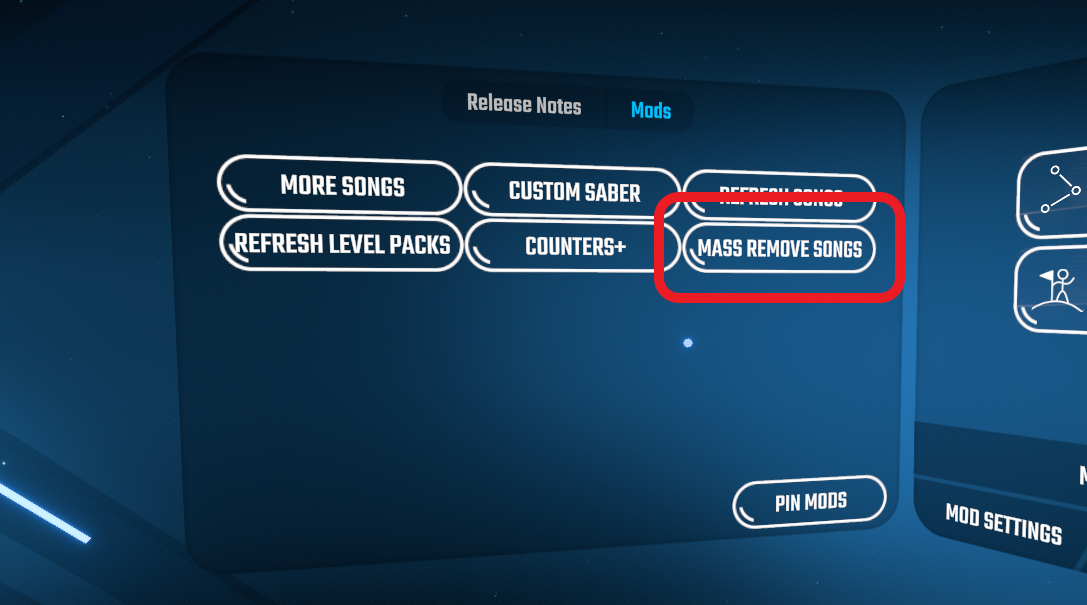 Release Notes
Mods
MORE SONGS
CUSTOM SABER
REFRESH SONGS
REFRESH LEVEL PACKS
COUNTERS+
MASS REMOVE SONGS
PIN MODS
MOD SETTINGS